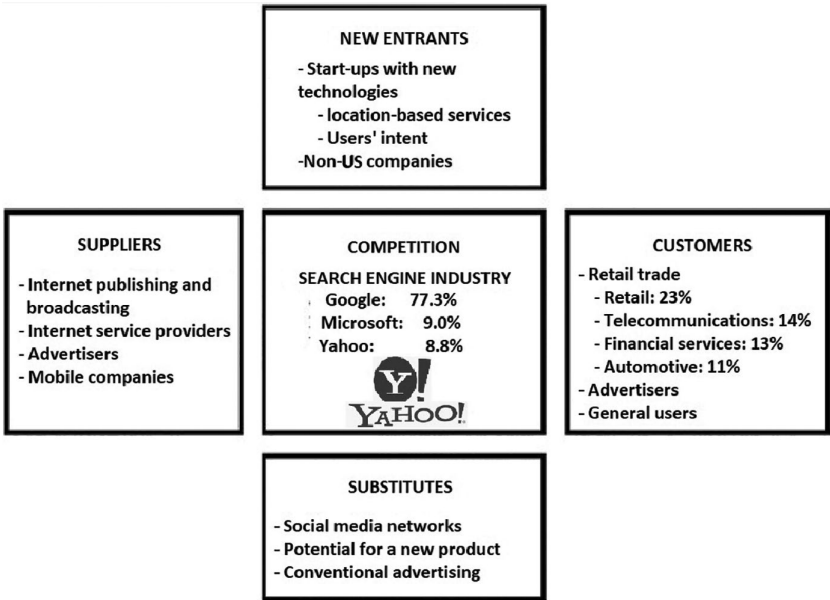 NEW ENTRANTS
- Start-ups with new
technologies
- location-based services
- Users' intent
-Non-US companies
SUPPLIERS
- Internet publishing and
broadcasting
- Internet service providers
- Advertisers
- Mobile companies
COMPETITION
SEARCH ENGINE INDUSTRY
Google: 77.3%
Microsoft: 9.0%
Yahoo: 8.8%
Y!
YAHOO!
CUSTOMERS
- Retail trade
- Retail: 23%
- Telecommunications: 14%
- Financial services: 13%
- Automotive: 11%
- Advertisers
- General users
SUBSTITUTES
- Social media networks
- Potential for a new product
- Conventional advertising